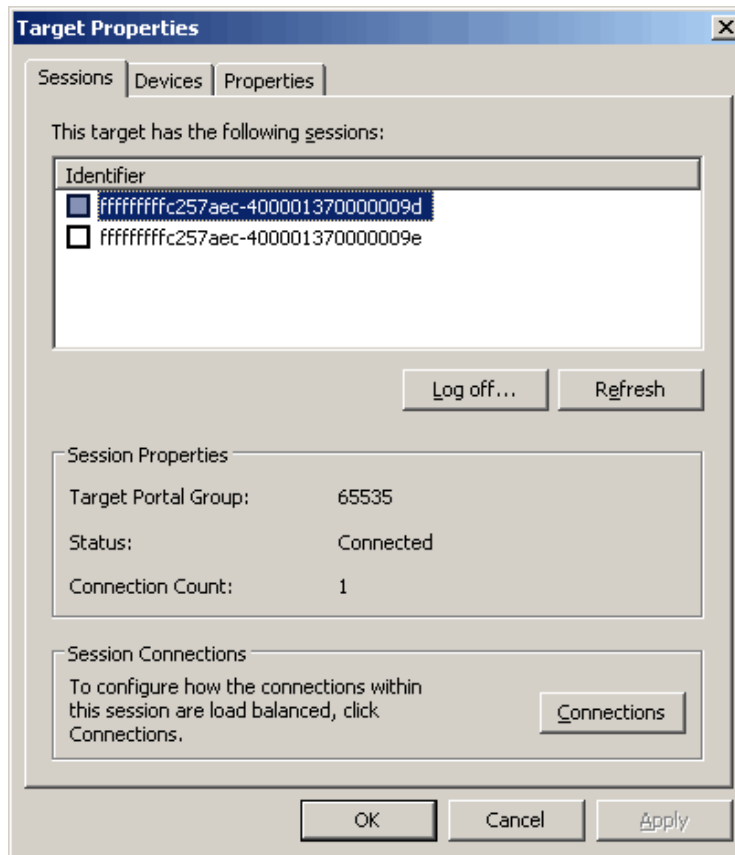 Target Properties
Sessions Devices Properties
This target has the following sessions:
Identifier
fffffffffc257aec-400001370000009d
fffffffffc257aec-400001370000009e
Log off... Refresh
Session Properties
Target Portal Group: 65535
Status: Connected
Connection Count: 1
Session Connections
To configure how the connections within
this session are load balanced, click
Connections.
Connections
OK Cancel Apply